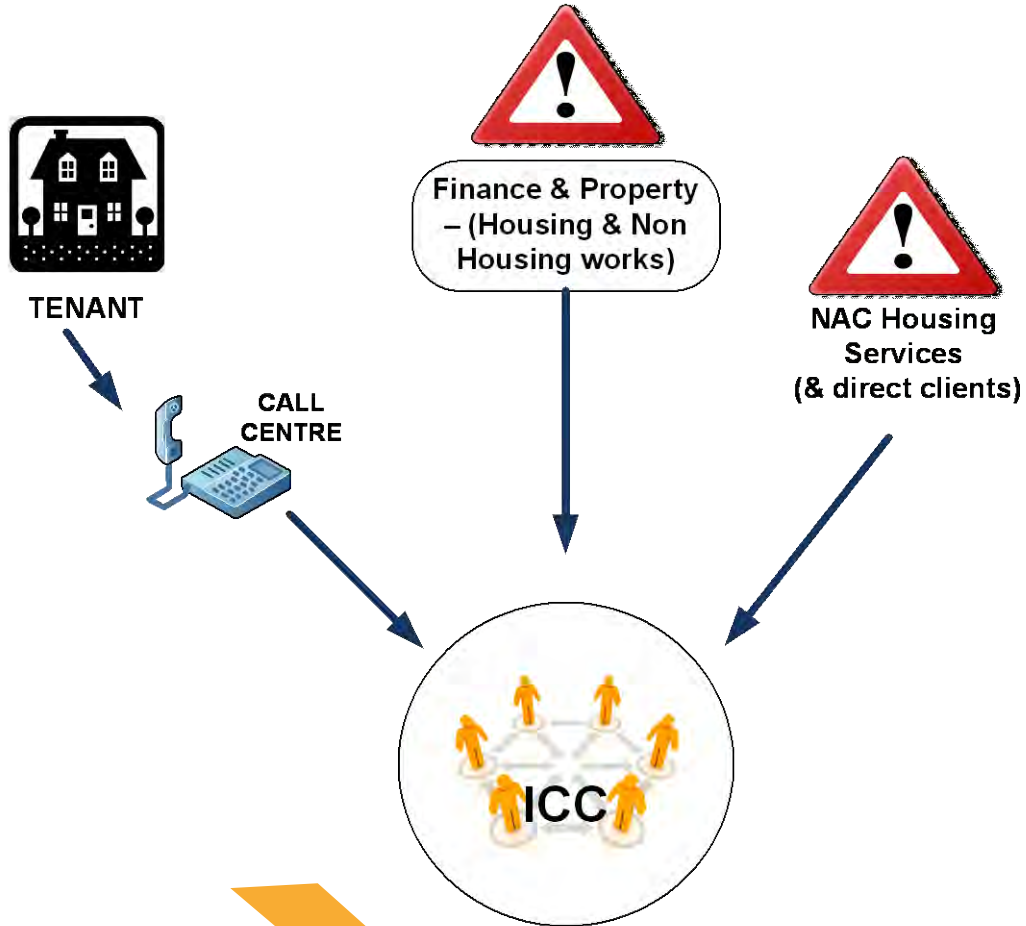 Finance & Property
– (Housing & Non
Housing works)
TENANT
NAC Housing
Services
(& direct clients)
CALL
CENTRE
ICC